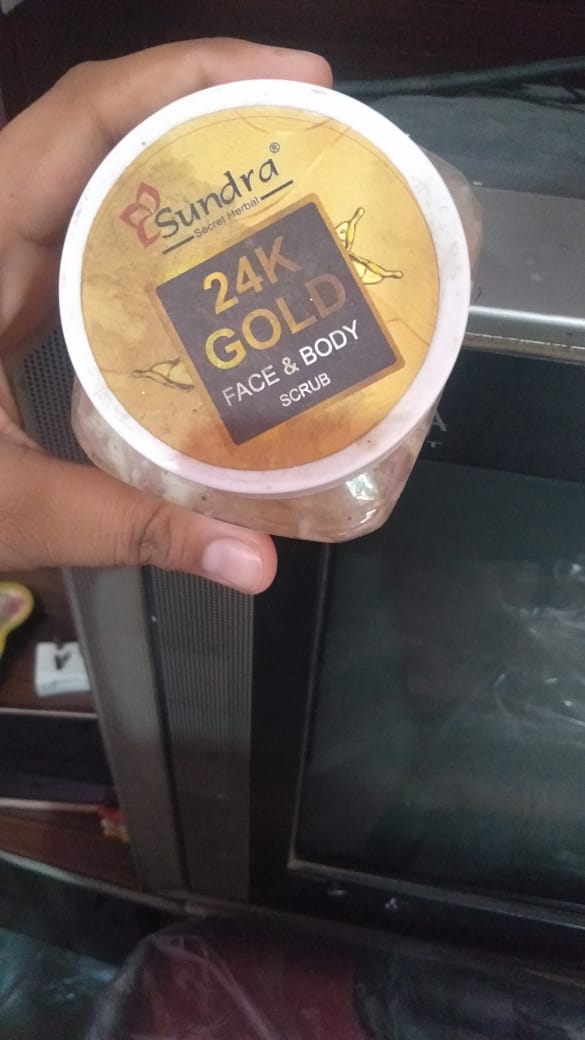 Sundra®
Secret Herbal
24K
GOLD
FACE & BODY
SCRUB